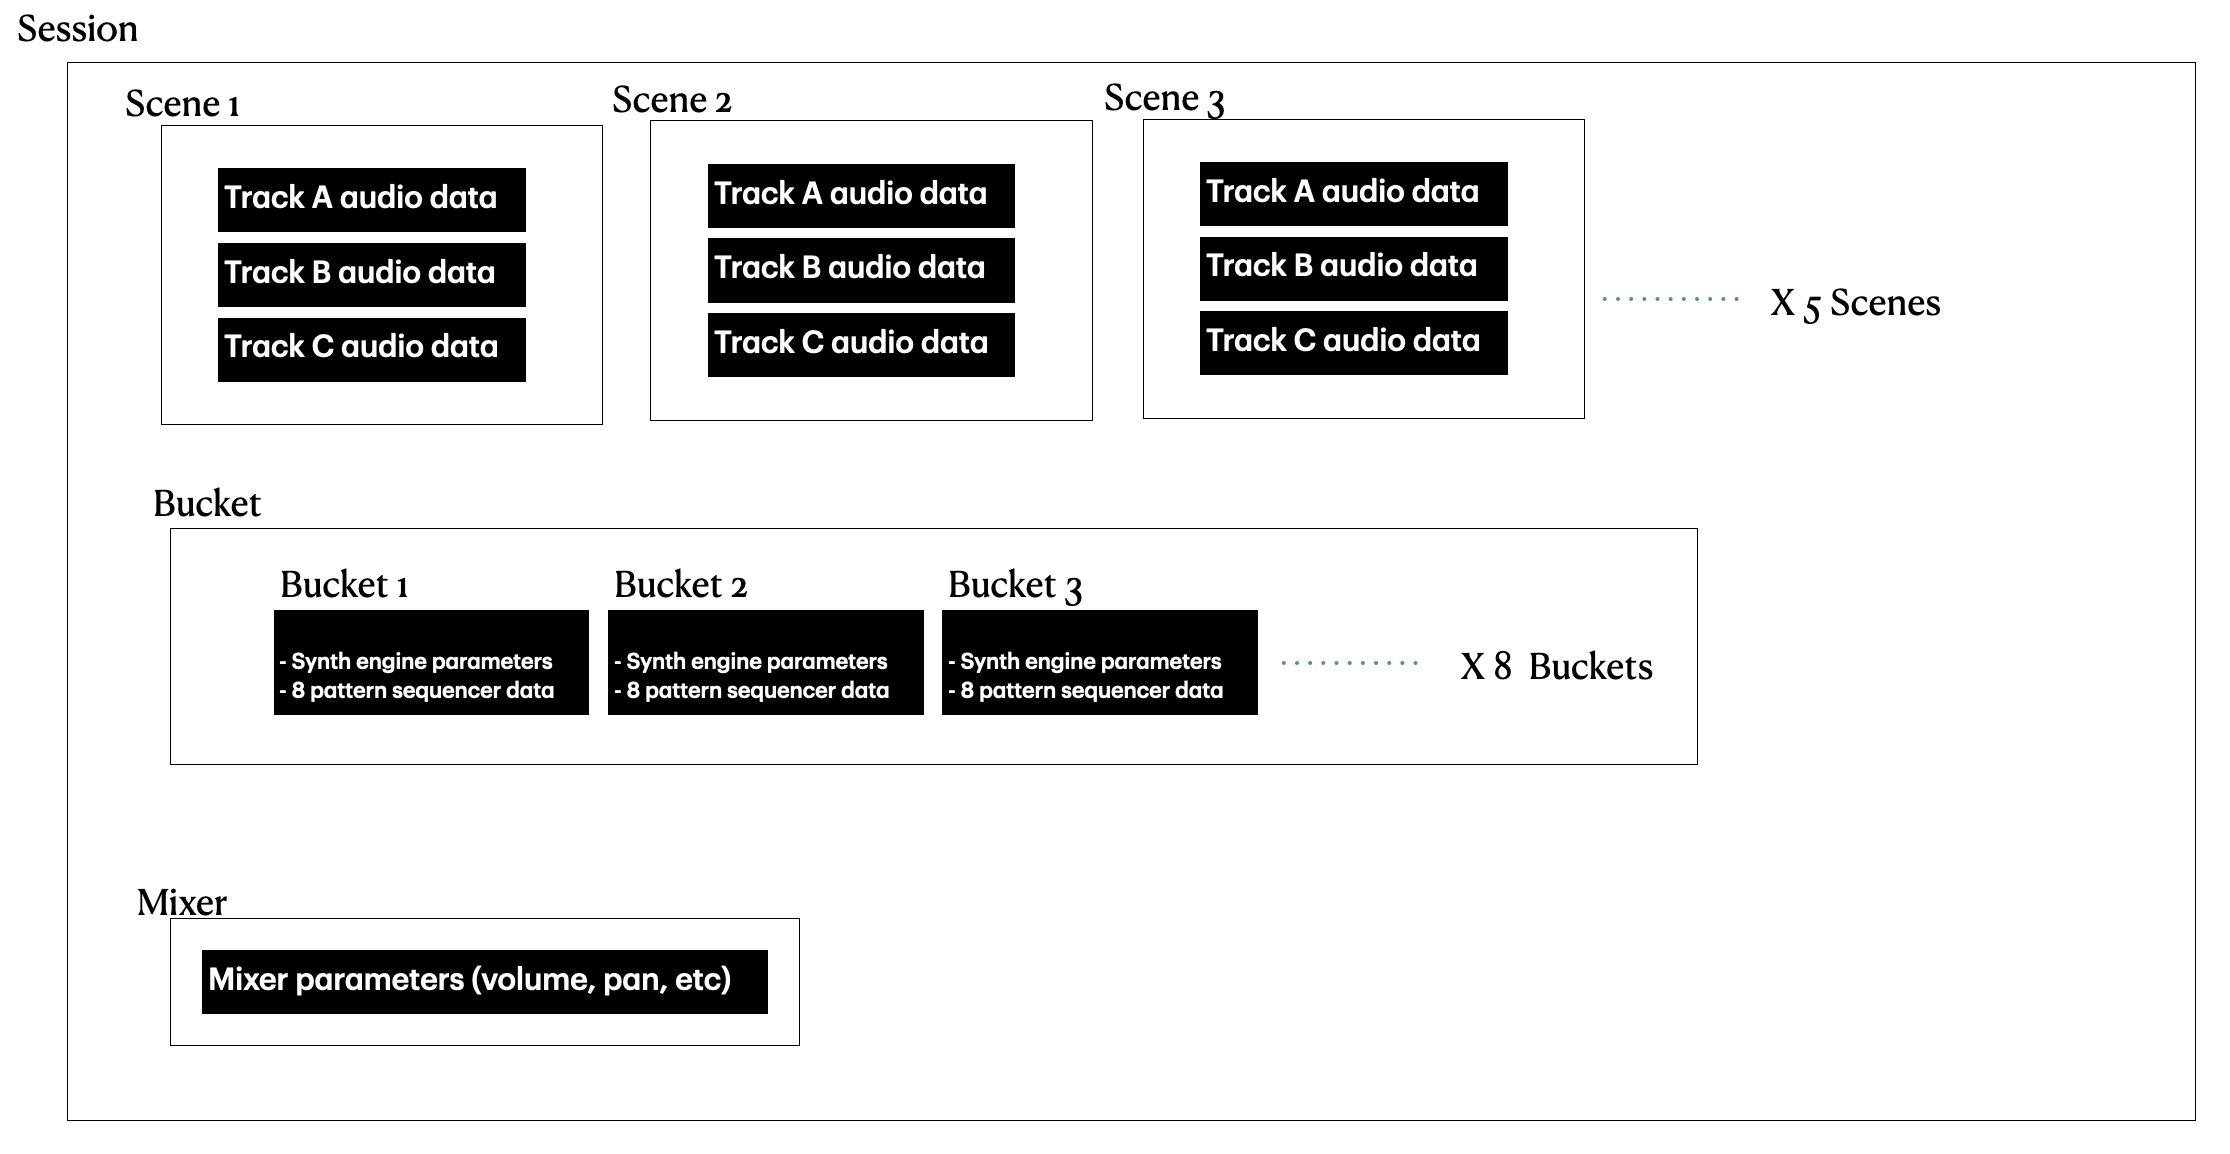 Session
Scene 1
Scene 2
Scene 3
Track A audio data
Track B audio data
Track C audio data
Track A audio data
Track B audio data
Track C audio data
Track A audio data
Track B audio data
Track C audio data
X 5 Scenes
Bucket
Bucket 1
- Synth engine parameters
- 8 pattern sequencer data
Bucket 2
- Synth engine parameters
- 8 pattern sequencer data
Bucket 3
- Synth engine parameters
- 8 pattern sequencer data
X 8 Buckets
Mixer
Mixer parameters (volume, pan, etc)